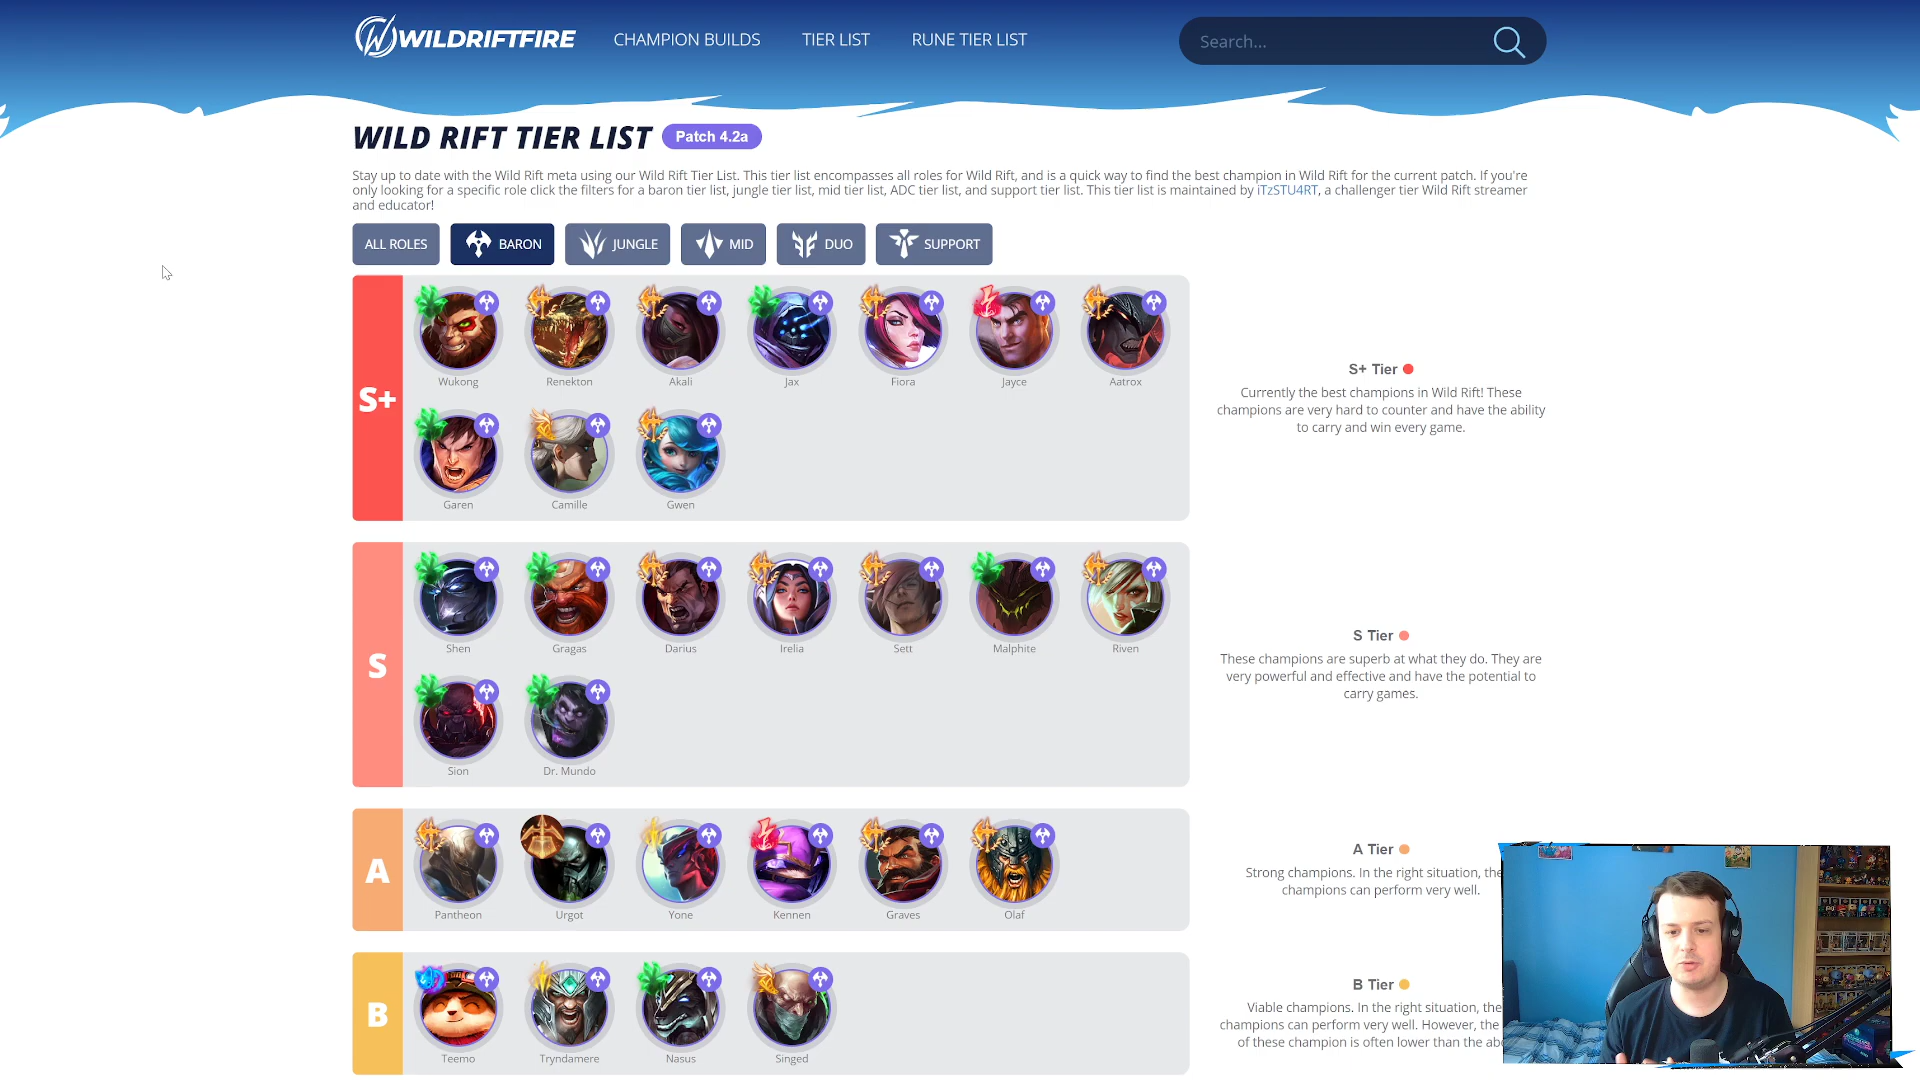 WILDRIFTFIRE
CHAMPION BUILDS
TIER LIST
RUNE TIER LIST
Search...
WILD RIFT TIER LIST
Patch 4.2a
Stay up to date with the Wild Rift meta using our Wild Rift Tier List. This tier list encompasses all roles for Wild Rift, and is a quick way to find the best champion in Wild Rift for the current patch. If you're
only looking for a specific role click the filters for a baron tier list, jungle tier list, mid tier list, ADC tier list, and support tier list. This tier list is maintained by iTzSTU4RT, a challenger tier Wild Rift streamer
and educator!
ALL ROLES
BARON
JUNGLE
MID
DUO
SUPPORT
S+
Wukong
Renekton
Akali
Jax
Fiora
Jayce
Aatrox
Garen
Camille
Gwen
S+ Tier
Currently the best champions in Wild Rift! These
champions are very hard to counter and have the ability
to carry and win every game.
S
Shen
Gragas
Darius
Irelia
Sett
Malphite
Riven
Sion
Dr. Mundo
S Tier
These champions are superb at what they do. They are
very powerful and effective and have the potential to
carry games.
A
Pantheon
Urgot
Yone
Kennen
Graves
Olaf
A Tier
Strong champions. In the right situation, the
champions can perform very well.
B
Teemo
Tryndamere
Nasus
Singed
B Tier
Viable champions. In the right situation, the
champions can perform very well. However, the
of these champion is often lower than the